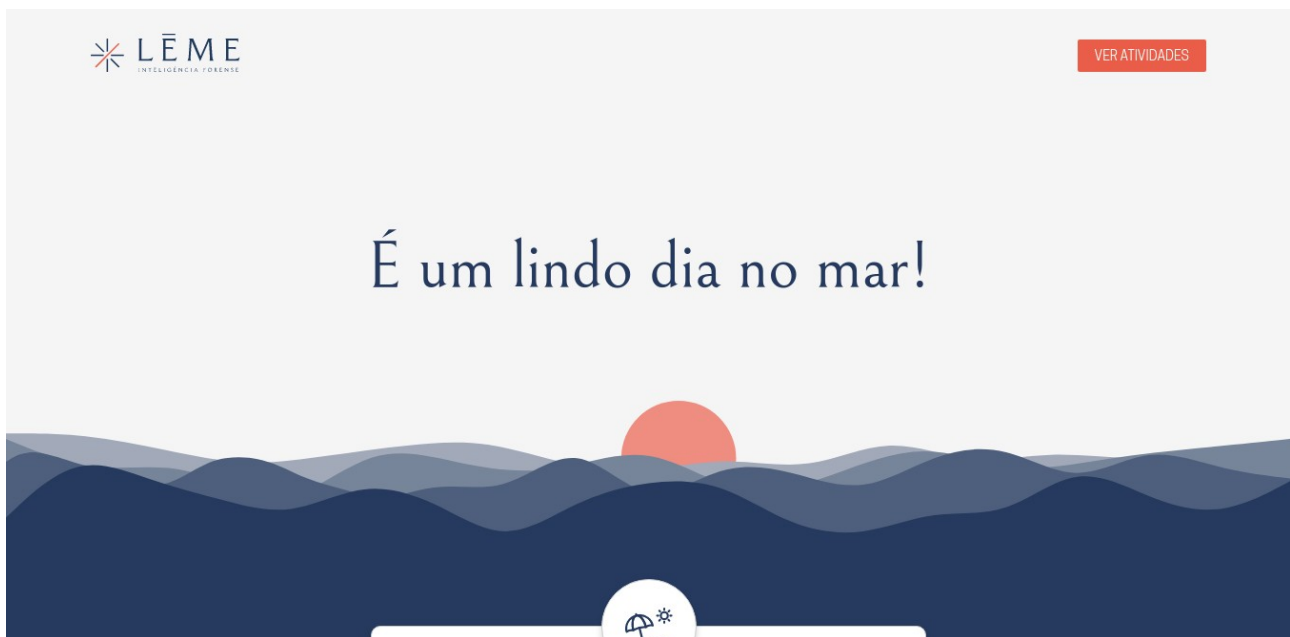 LĒME
INTELIGÊNCIA FORENSE
VER ATIVIDADES
É um lindo dia no mar!